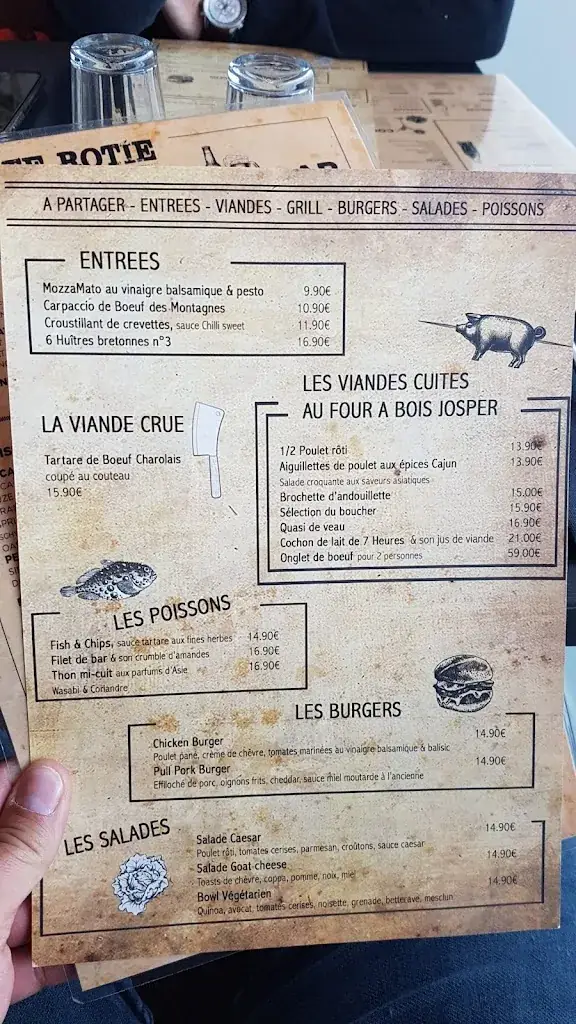 TE ROTIE
A PARTAGER - ENTREES - VIANDES - GRILL - BURGERS - SALADES - POISSONS
ENTREES
MozzaMato au vinaigre balsamique & pesto 9.90€
Carpaccio de Boeuf des Montagnes 10.90€
Croustillant de crevettes, sauce Chilli sweet 11.90€
6 Huîtres bretonnes n°3 16.90€
LA VIANDE CRUE
Tartare de Boeuf Charolais
coupé au couteau
15.90€
LES VIANDES CUITES
AU FOUR A BOIS JOSPER
1/2 Poulet rôti 13.90€
Aiguillettes de poulet aux épices Cajun 13.90€
Salade croquante aux saveurs asiatiques
Brochette d'andouillette 15.00€
Sélection du boucher 15.90€
Quasi de veau 16.90€
Cochon de lait de 7 Heures & son jus de viande 21.00€
Onglet de boeuf pour 2 personnes 59.00€
LES POISSONS
Fish & Chips, sauce tartare aux fines herbes 14.90€
Filet de bar & son crumble d'amandes 16.90€
Thon mi-cuit aux parfums d'Asie 16.90€
Wasabi & Coriandre
LES BURGERS
Chicken Burger 14.90€
Poulet pané, crème de chèvre, tomates marinées au vinaigre balsamique & balisic
Pull Pork Burger 14.90€
Effiloché de porc, oignons frits, cheddar, sauce miel moutarde à l'ancienne
LES SALADES
Salade Caesar 14.90€
Poulet rôti, tomates cerises, parmesan, croûtons, sauce caesar
Salade Goat cheese 14.90€
Toasts de chèvre, coppa, pomme, noix, miel
Bowl Végétarien 14.90€
Quinoa, avocat, tomates cerises, noisette, grenade, betterave, mesclun